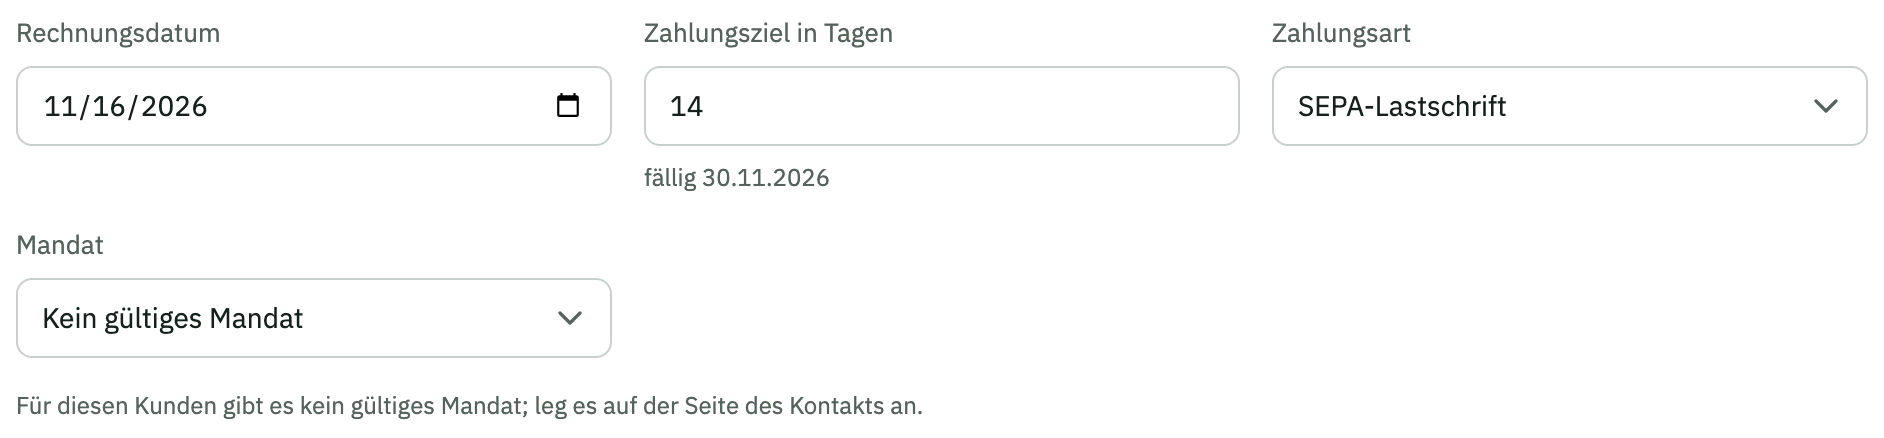 Rechnungsdatum
Zahlungsziel in Tagen
Zahlungsart
11/16/2026
14
SEPA-Lastschrift
fällig 30.11.2026
Mandat
Kein gültiges Mandat
Für diesen Kunden gibt es kein gültiges Mandat; leg es auf der Seite des Kontakts an.